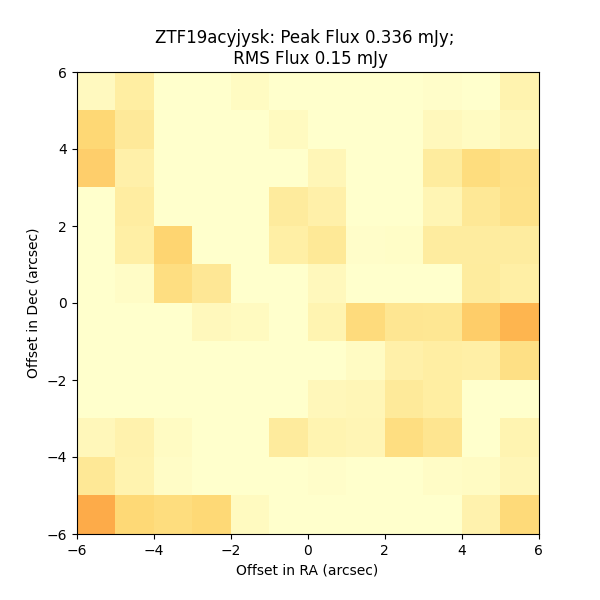 ZTF19acyjysk: Peak Flux 0.336 mJy;
RMS Flux 0.15 mJy
6
4
2
0
−2
−4
−6
Offset in Dec (arcsec)
−6 −4 −2 0 2 4 6
Offset in RA (arcsec)